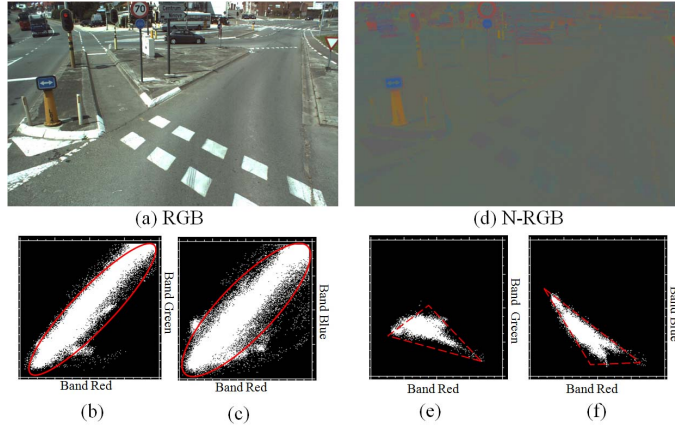 70
(a) RGB
(d) N-RGB
Band Green
Band Blue
Band Green
Band Red
Band Red
Band Red
Band Red
(b)
(c)
(e)
(f)